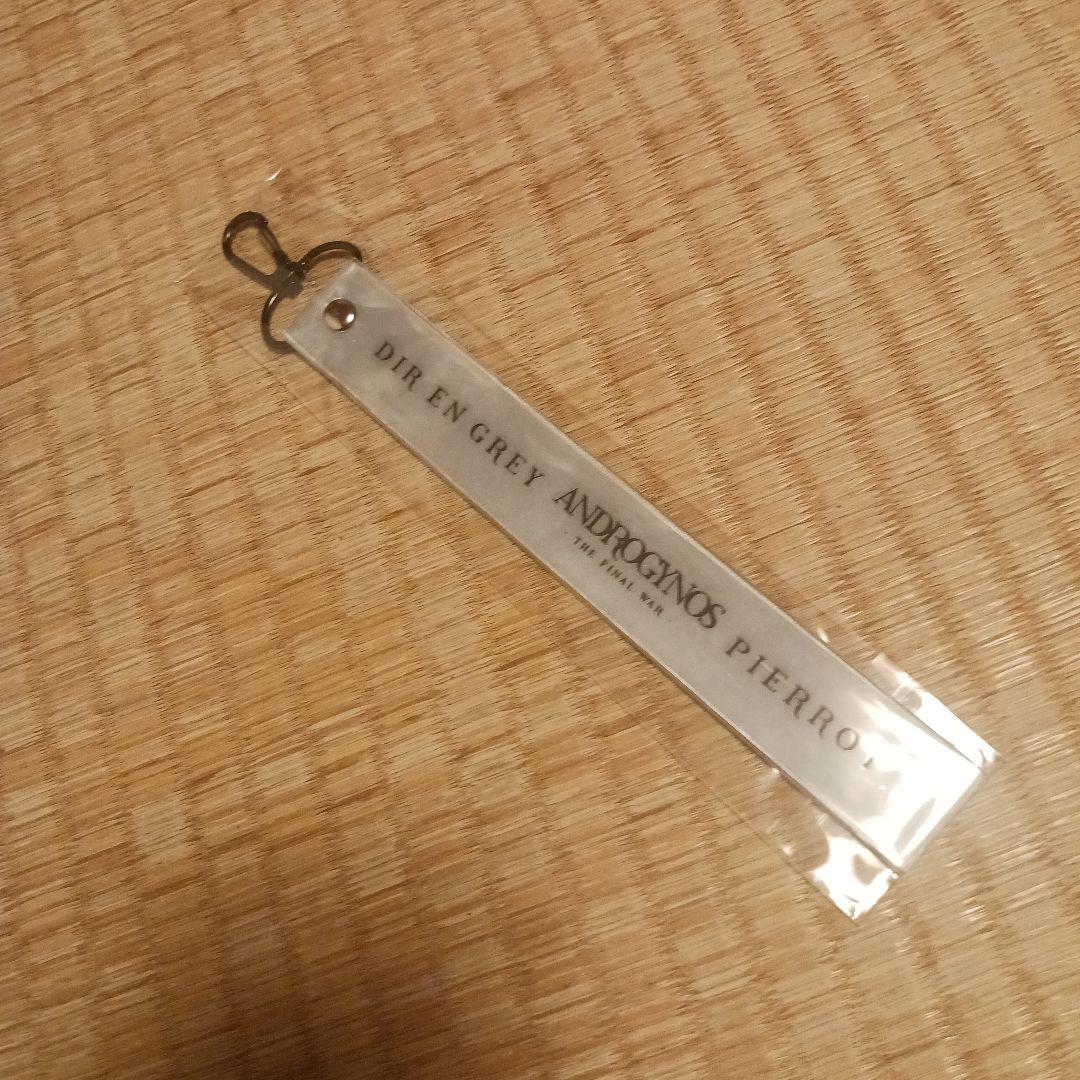 DIR EN GREY ANDROGYNOS PIERROT
- THE FINAL WAR -